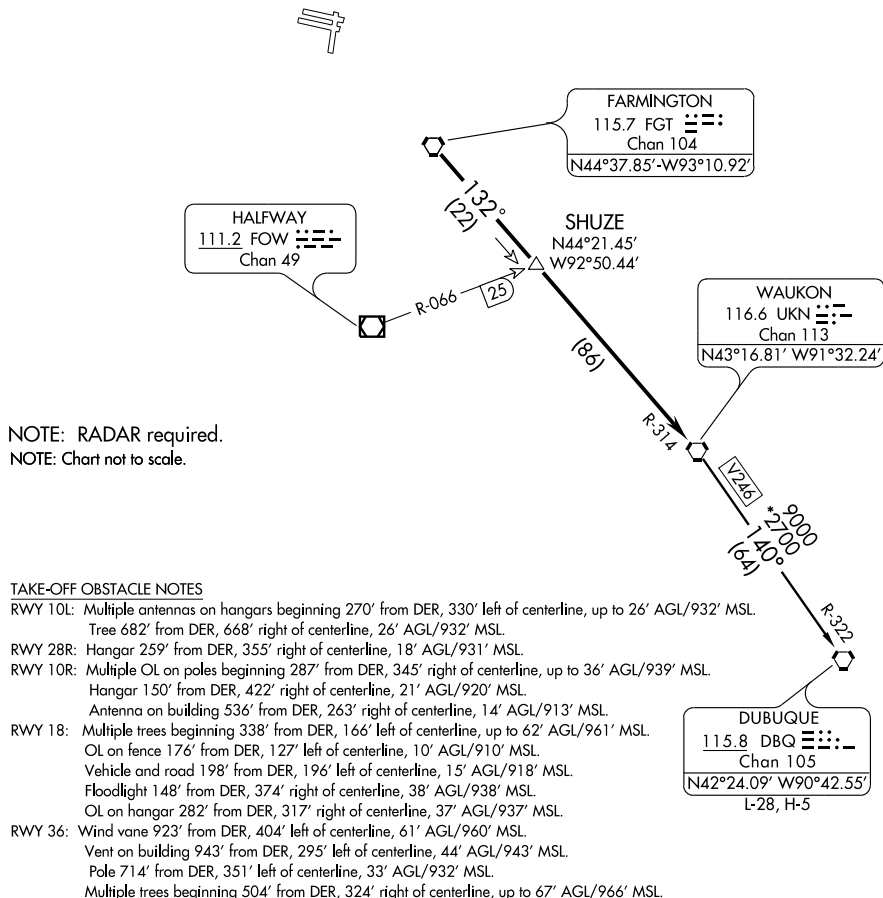 FARMINGTON
115.7 FGT
Chan 104
N44°37.85'-W93°10.92'
132°
(22)
HALFWAY
111.2 FOW
Chan 49
SHUZE
N44°21.45'
W92°50.44'
R-066
25
WAUKON
116.6 UKN
Chan 113
N43°16.81' W91°32.24'
(86)
R-314
NOTE: RADAR required.
NOTE: Chart not to scale.
V246
9000
*2700
140°
(64)
R-322
DUBUQUE
115.8 DBQ
Chan 105
N42°24.09' W90°42.55'
L-28, H-5
TAKE-OFF OBSTACLE NOTES
RWY 10L: Multiple antennas on hangars beginning 270' from DER, 330' left of centerline, up to 26' AGL/932' MSL.
Tree 682' from DER, 668' right of centerline, 26' AGL/932' MSL.
RWY 28R: Hangar 259' from DER, 355' right of centerline, 18' AGL/931' MSL.
RWY 10R: Multiple OL on poles beginning 287' from DER, 345' right of centerline, up to 36' AGL/939' MSL.
Hangar 150' from DER, 422' right of centerline, 21' AGL/920' MSL.
Antenna on building 536' from DER, 263' right of centerline, 14' AGL/913' MSL.
RWY 18: Multiple trees beginning 338' from DER, 166' left of centerline, up to 62' AGL/961' MSL.
OL on fence 176' from DER, 127' left of centerline, 10' AGL/910' MSL.
Vehicle and road 198' from DER, 196' left of centerline, 15' AGL/918' MSL.
Floodlight 148' from DER, 374' right of centerline, 38' AGL/938' MSL.
OL on hangar 282' from DER, 317' right of centerline, 37' AGL/937' MSL.
RWY 36: Wind vane 923' from DER, 404' left of centerline, 61' AGL/960' MSL.
Vent on building 943' from DER, 295' left of centerline, 44' AGL/943' MSL.
Pole 714' from DER, 351' left of centerline, 33' AGL/932' MSL.
Multiple trees beginning 504' from DER, 324' right of centerline, up to 67' AGL/966' MSL.